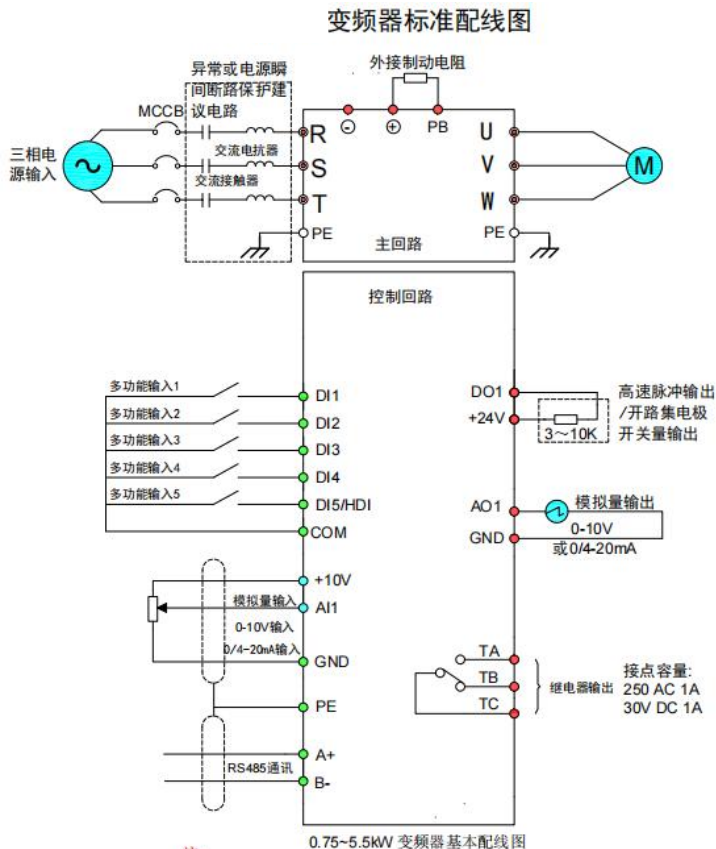 变频器标准配线图
外接制动电阻
异常或电源瞬
间断路保护建
议电路
MCCB
三相电
源输入
交流电抗器
交流接触器
R
S
T
PE
⊖
⊕
PB
U
V
W
PE
M
主回路
控制回路
多功能输入1
多功能输入2
多功能输入3
多功能输入4
多功能输入5
DI1
DI2
DI3
DI4
DI5/HDI
COM
DO1
+24V
3～10K
高速脉冲输出
/开路集电极
开关量输出
AO1
GND
模拟量输出
0-10V
或0/4-20mA
+10V
模拟量输入
AI1
0-10V输入
0/4-20mA输入
GND
PE
A+
RS485通讯
B-
TA
TB
TC
继电器输出
接点容量:
250 AC 1A
30V DC 1A
0.75~5.5kW 变频器基本配线图